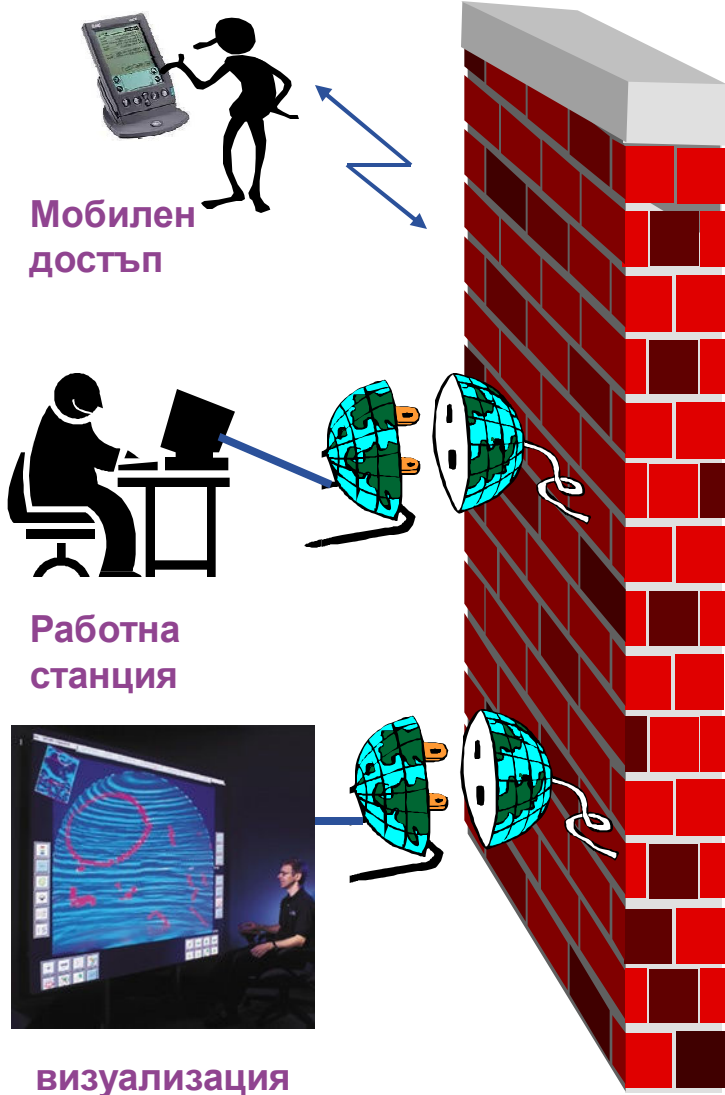 Мобилен
достъп
Работна
станция
визуализация